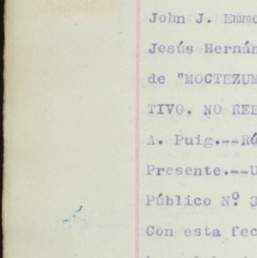 John J. Emme
Jesús Hernán
de "MOCTEZUM
TIVO. NO REE
A. Puig.--Ró
Presente.--U
Público Nº 3
Con esta fec